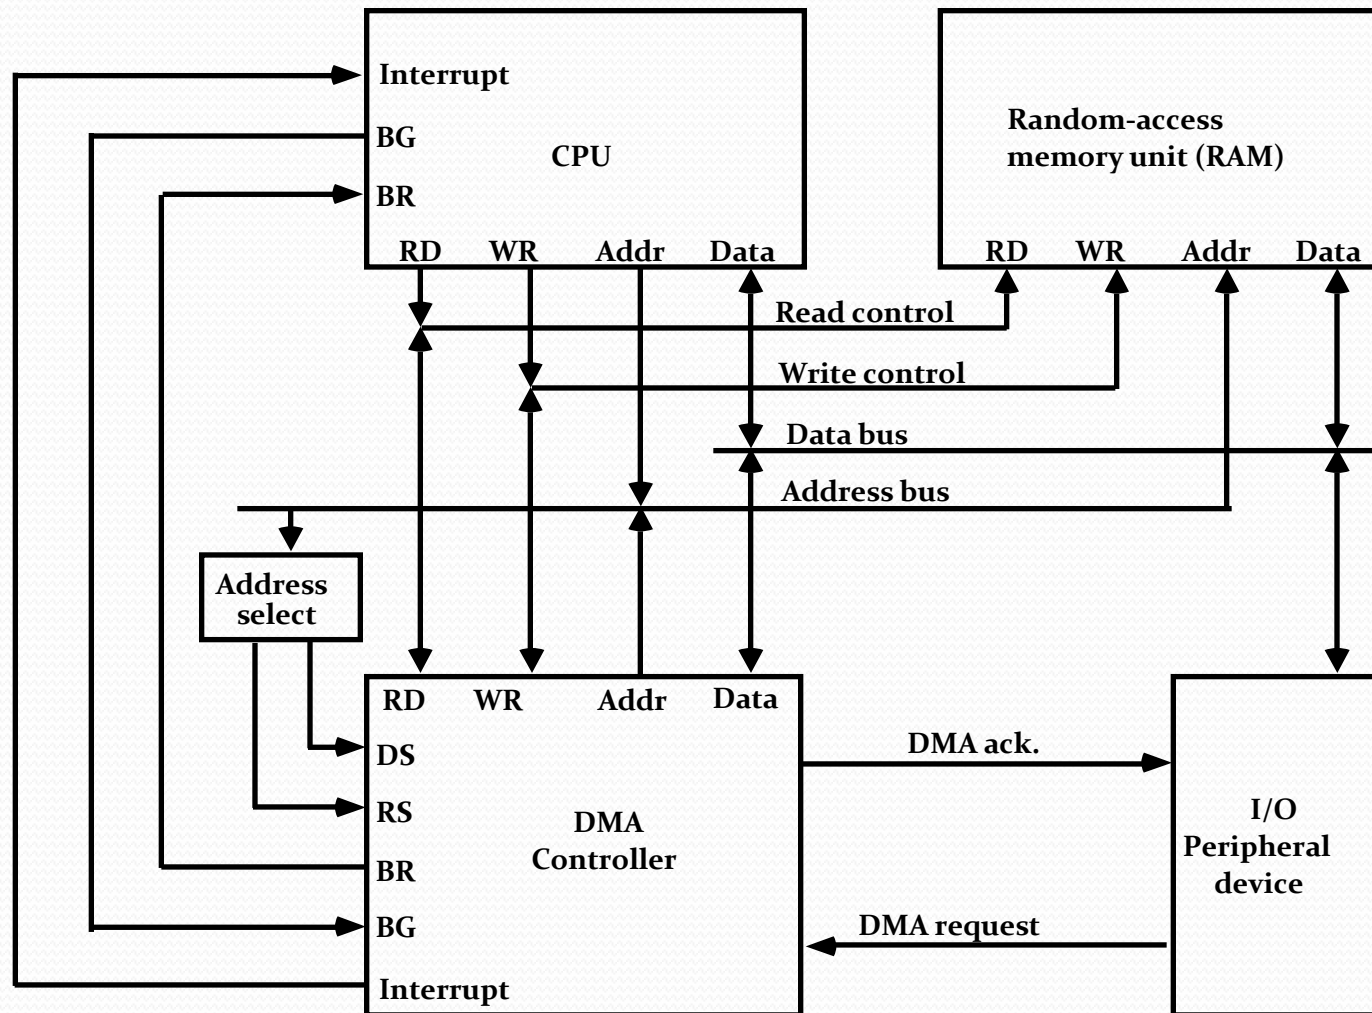 Interrupt
BG
CPU
BR
RD WR Addr Data
Random-access
memory unit (RAM)
RD WR Addr Data
Read control
Write control
Data bus
Address bus
Address
select
RD WR Addr Data
DS
RS
DMA
Controller
BR
BG
Interrupt
DMA ack.
DMA request
I/O
Peripheral
device